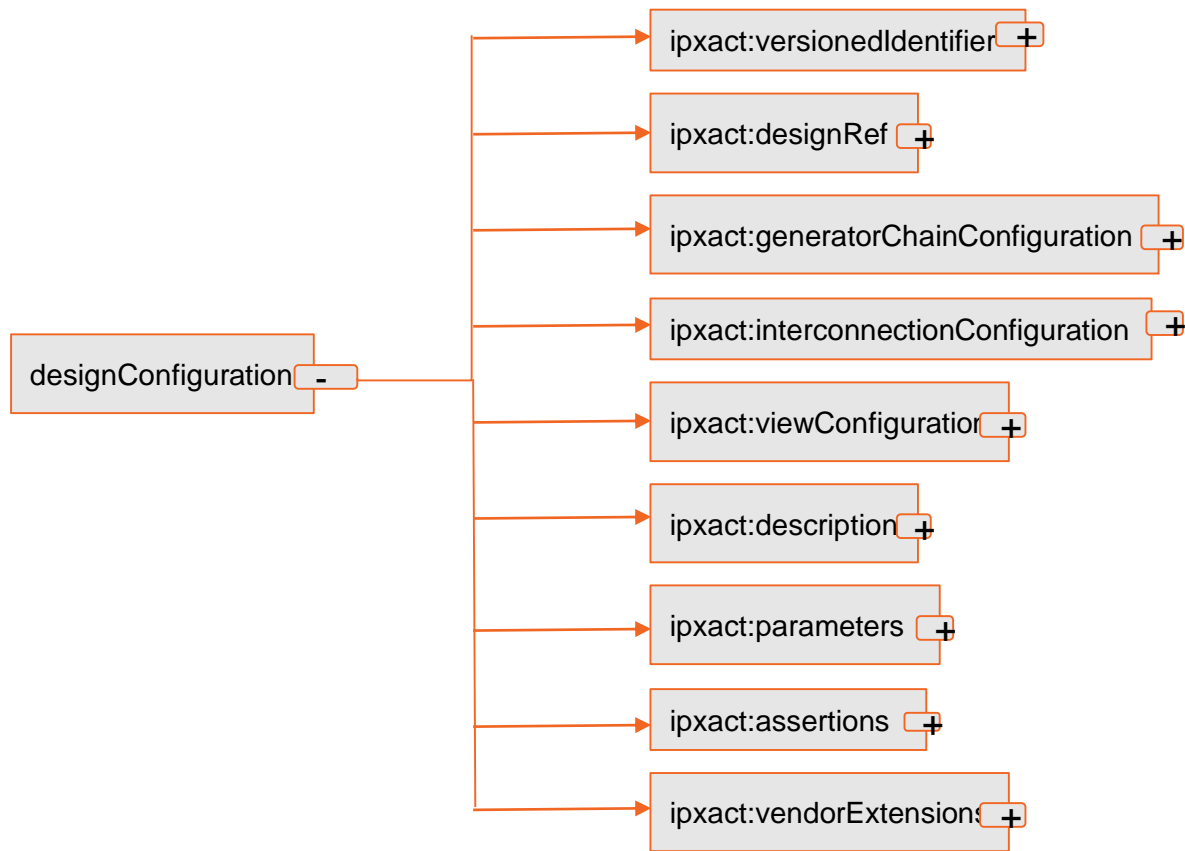 ipxact:versionedIdentifier +
ipxact:designRef +
ipxact:generatorChainConfiguration +
ipxact:interconnectionConfiguration +
designConfiguration -
ipxact:viewConfiguration +
ipxact:description +
ipxact:parameters +
ipxact:assertions +
ipxact:vendorExtensions +